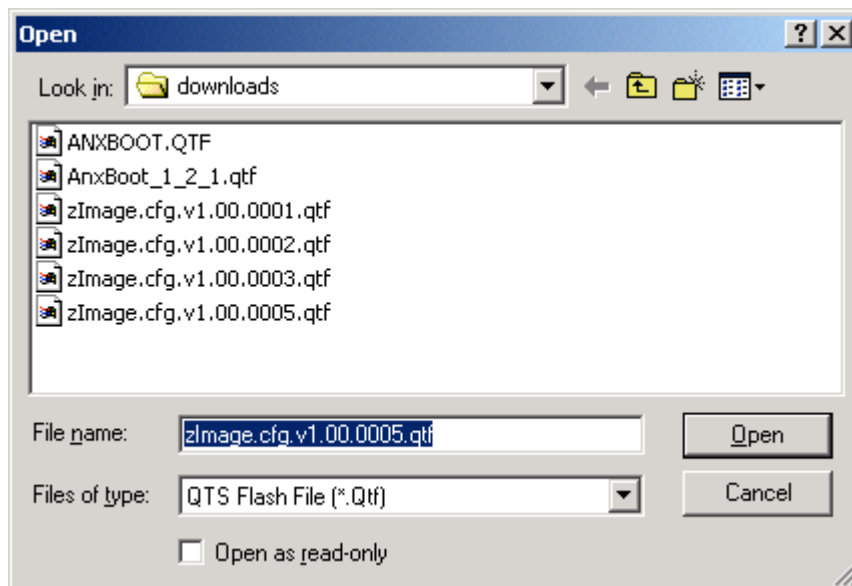 Open
Look in: downloads
ANXBOOT.QTF
AnxBoot_1_2_1.qtf
zImage.cfg.v1.00.0001.qtf
zImage.cfg.v1.00.0002.qtf
zImage.cfg.v1.00.0003.qtf
zImage.cfg.v1.00.0005.qtf
File name: zImage.cfg.v1.00.0005.qtf Open
Files of type: QTS Flash File (*.Qtf) Cancel
Open as read-only